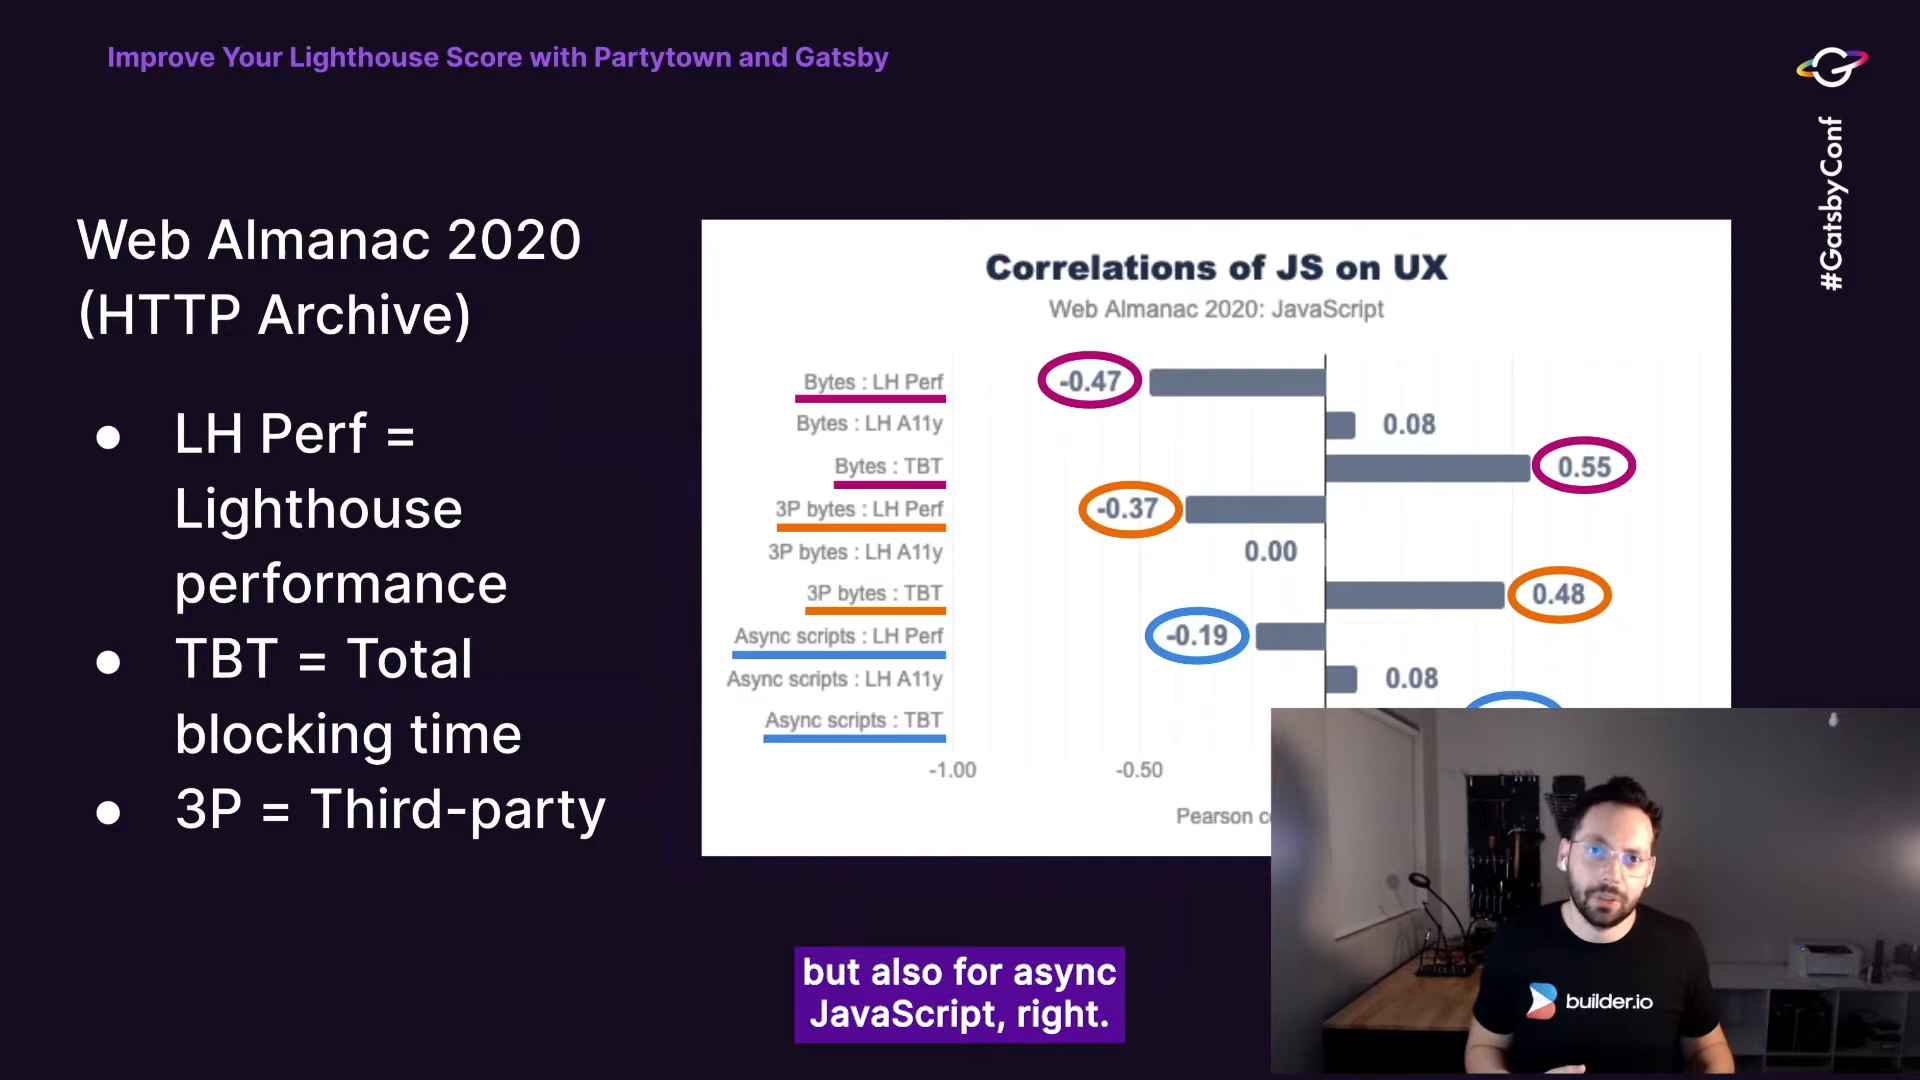 Improve Your Lighthouse Score with Partytown and Gatsby
#GatsbyConf
Web Almanac 2020
(HTTP Archive)
● LH Perf =
Lighthouse
performance
● TBT = Total
blocking time
● 3P = Third-party
Correlations of JS on UX
Web Almanac 2020: JavaScript
Bytes : LH Perf -0.47
Bytes : LH A11y 0.08
Bytes : TBT 0.55
3P bytes : LH Perf -0.37
3P bytes : LH A11y 0.00
3P bytes : TBT 0.48
Async scripts : LH Perf -0.19
Async scripts : LH A11y 0.08
Async scripts : TBT
-1.00 -0.50
Pearson
builder.io
but also for async
JavaScript, right.